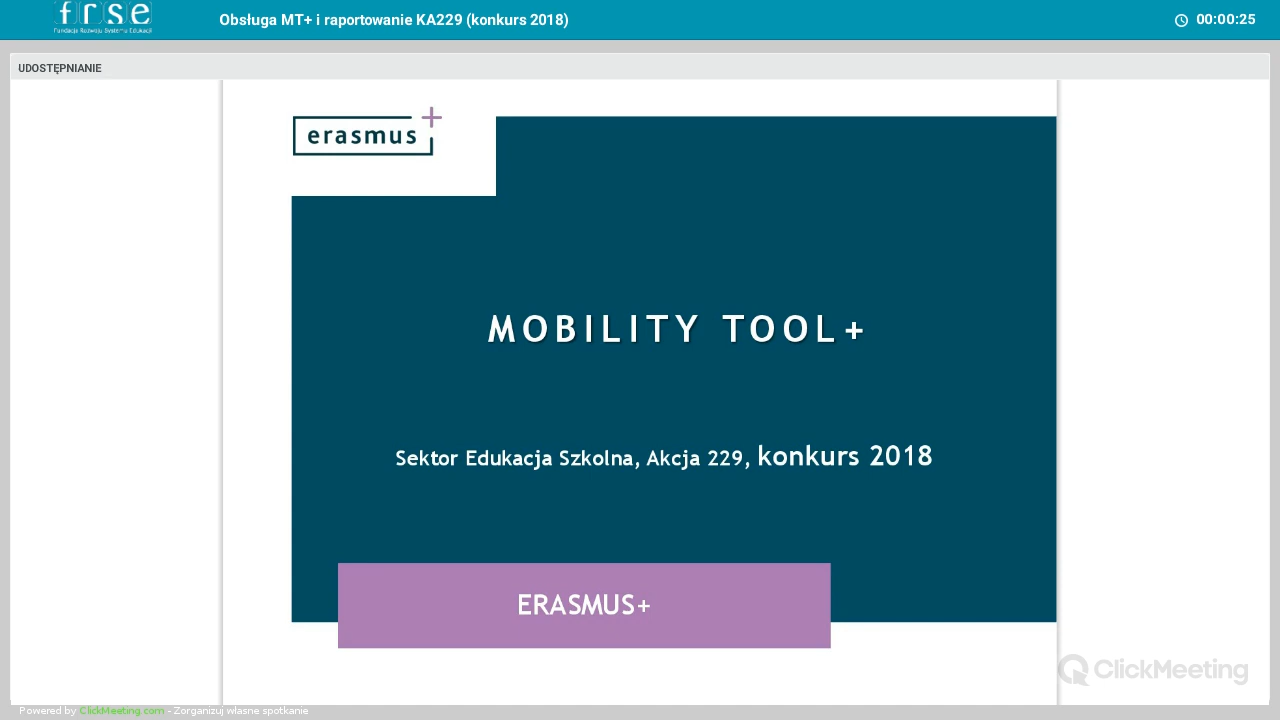 frse
Fundacja Rozwoju Systemu Edukacji
Obsługa MT+ i raportowanie KA229 (konkurs 2018)
00:00:25
UDOSTĘPNIANIE
erasmus+
MOBILITY TOOL+
Sektor Edukacja Szkolna, Akcja 229, konkurs 2018
ERASMUS+
ClickMeeting
Powered by ClickMeeting.com - Zorganizuj własne spotkanie